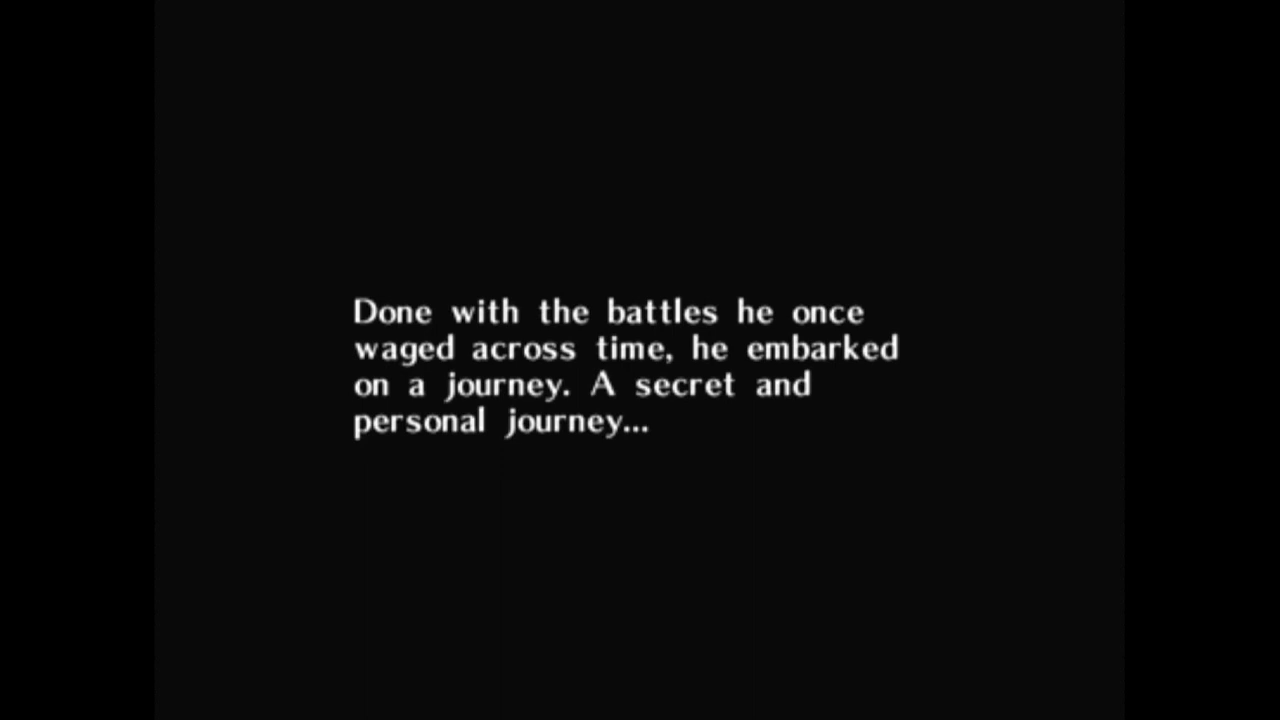 Done with the battles he once
waged across time, he embarked
on a journey. A secret and
personal journey...